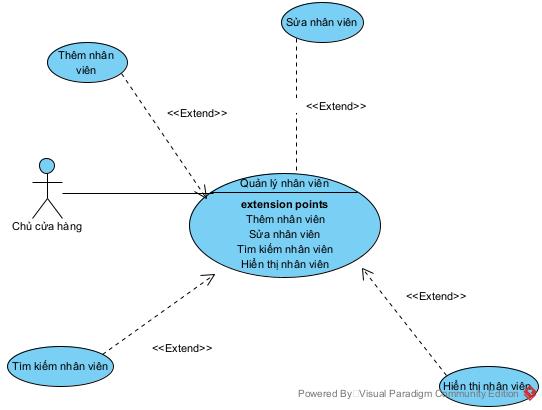 Sửa nhân viên
Thêm nhân
viên
<<Extend>>
<<Extend>>
Quản lý nhân viên
extension points
Thêm nhân viên
Sửa nhân viên
Tìm kiếm nhân viên
Hiển thị nhân viên
Chủ cửa hàng
<<Extend>>
<<Extend>>
Tìm kiếm nhân viên
Hiển thị nhân viên
Powered By Visual Paradigm Community Edition